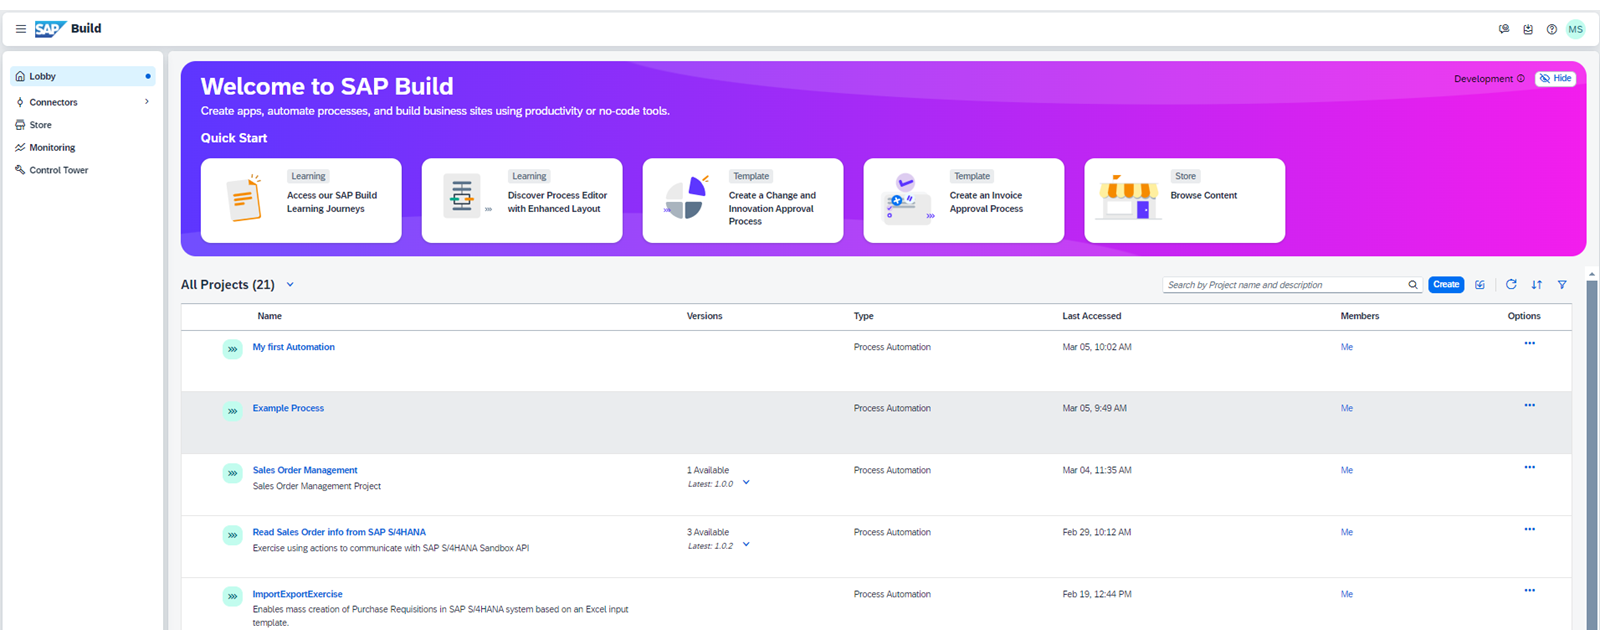 SAP Build
MS
Lobby
Connectors
Store
Monitoring
Control Tower
Welcome to SAP Build
Development
Hide
Create apps, automate processes, and build business sites using productivity or no-code tools.
Quick Start
Learning
Access our SAP Build
Learning Journeys
Learning
Discover Process Editor
with Enhanced Layout
Template
Create a Change and
Innovation Approval
Process
Template
Create an Invoice
Approval Process
Store
Browse Content
All Projects (21)
Search by Project name and description
Create
Name Versions Type Last Accessed Members Options
My first Automation Process Automation Mar 05, 10:02 AM Me
Example Process Process Automation Mar 05, 9:49 AM Me
Sales Order Management 1 Available Process Automation Mar 04, 11:35 AM Me
Sales Order Management Project Latest: 1.0.0
Read Sales Order info from SAP S/4HANA 3 Available Process Automation Feb 29, 10:12 AM Me
Exercise using actions to communicate with SAP S/4HANA Sandbox API Latest: 1.0.2
ImportExportExercise Process Automation Feb 19, 12:44 PM Me
Enables mass creation of Purchase Requisitions in SAP S/4HANA system based on an Excel input
template.